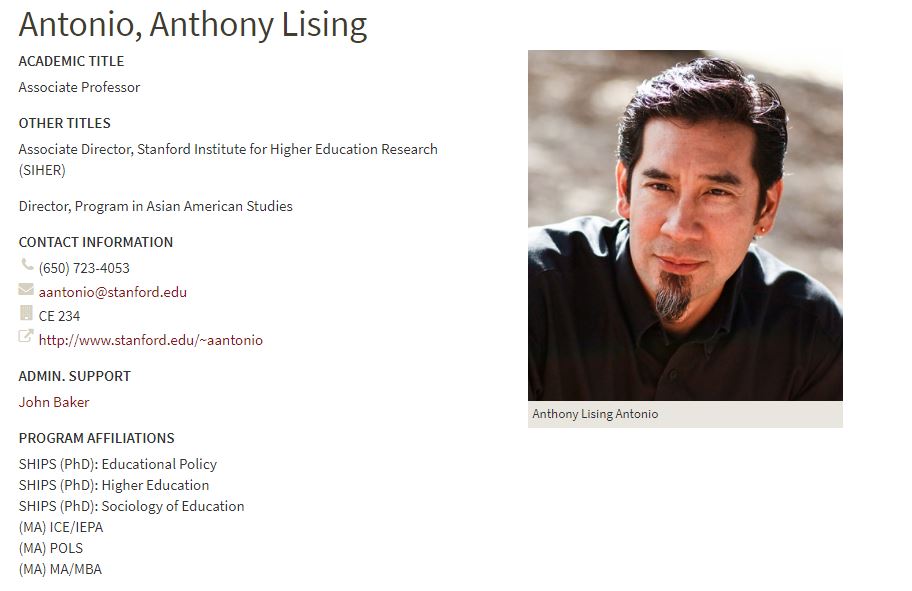 Antonio, Anthony Lising
ACADEMIC TITLE
Associate Professor
OTHER TITLES
Associate Director, Stanford Institute for Higher Education Research
(SIHER)
Director, Program in Asian American Studies
CONTACT INFORMATION
(650) 723-4053
aantonio@stanford.edu
CE 234
http://www.stanford.edu/~aantonio
ADMIN. SUPPORT
John Baker
PROGRAM AFFILIATIONS
SHIPS (PhD): Educational Policy
SHIPS (PhD): Higher Education
SHIPS (PhD): Sociology of Education
(MA) ICE/IEPA
(MA) POLS
(MA) MA/MBA
Anthony Lising Antonio